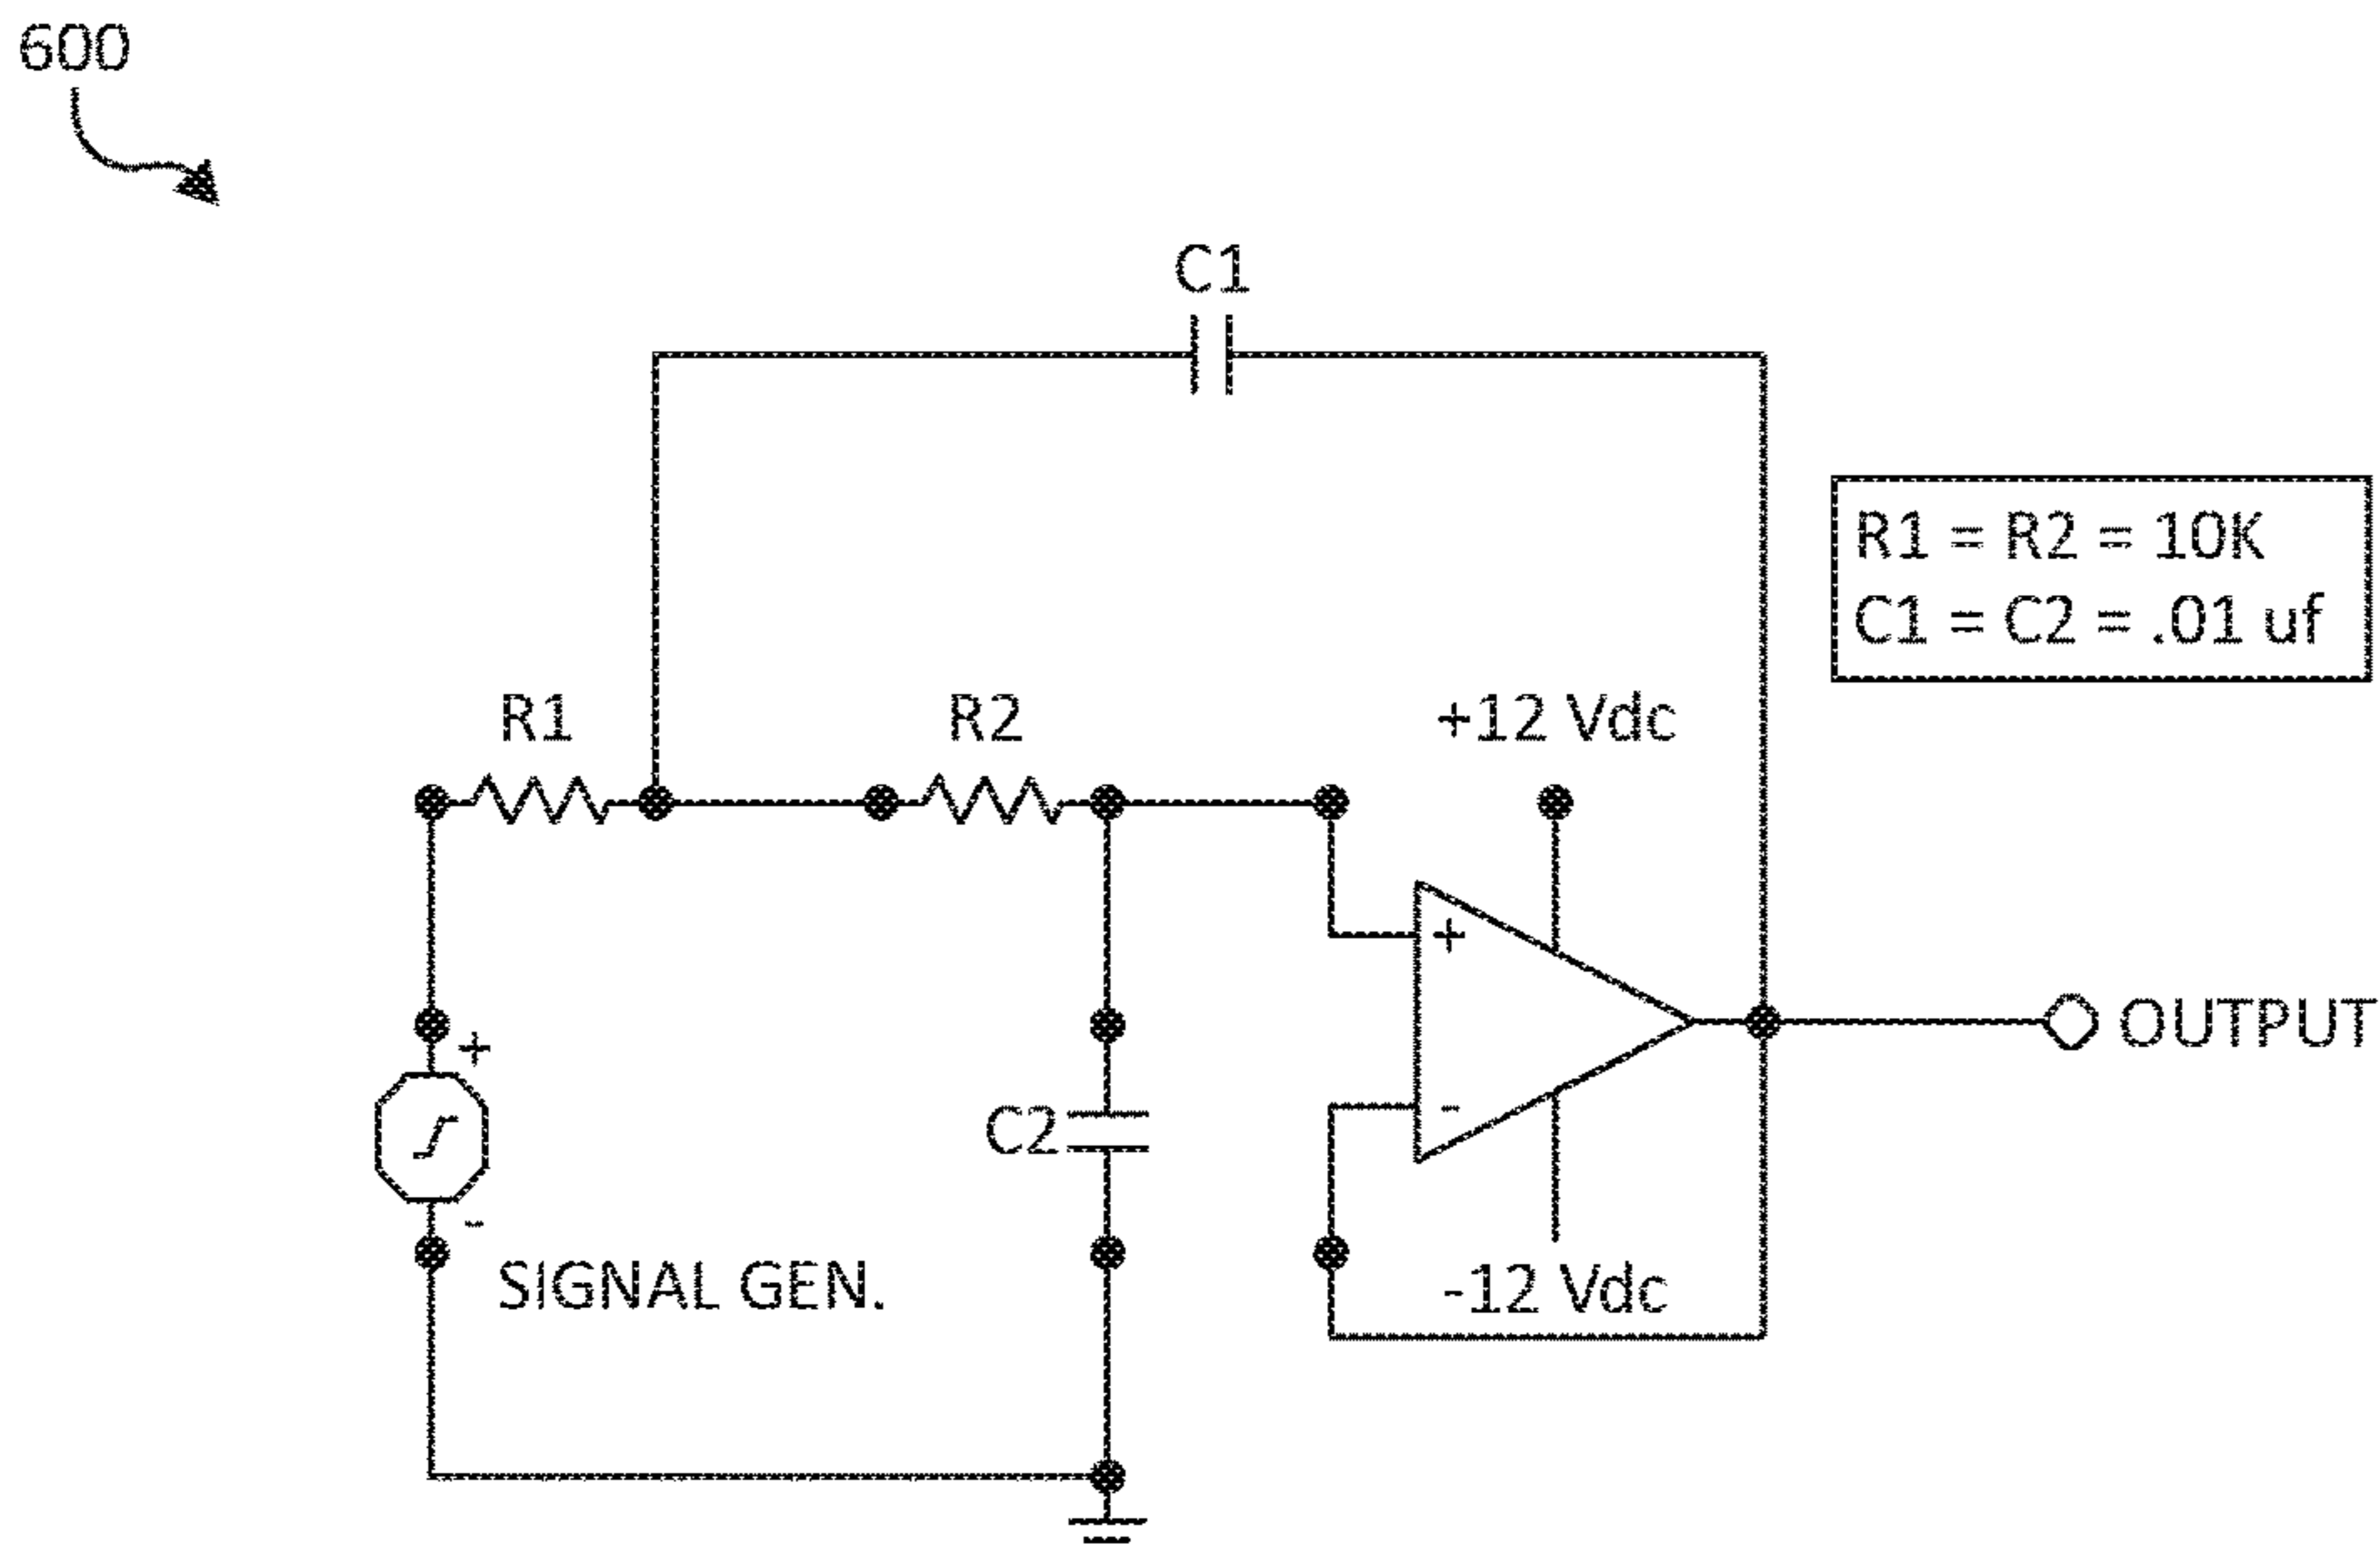 600
C1
R1 = R2 = 10K
C1 = C2 = .01 uf
R1
R2
+12 Vdc
+
-
+
-
C2
OUTPUT
SIGNAL GEN.
-12 Vdc